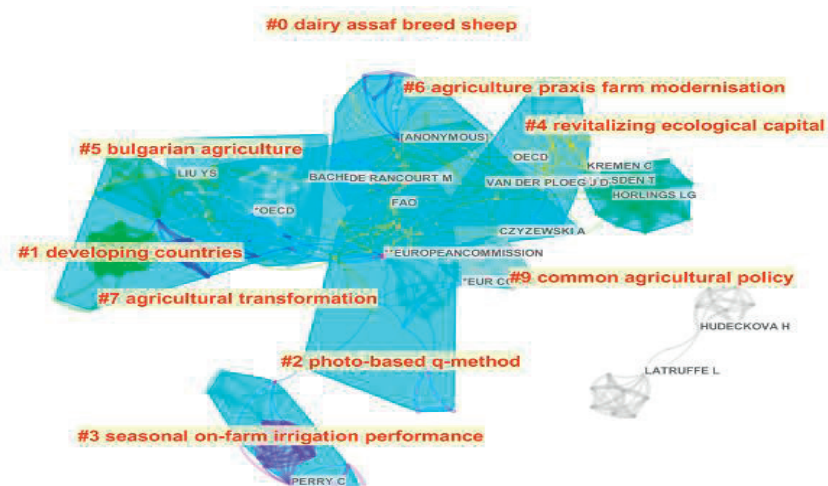 #0 dairy assaf breed sheep
#6 agriculture praxis farm modernisation
#4 revitalizing ecological capital
[ANONYMOUS]
#5 bulgarian agriculture
OECD
KREMEN C
LIU YS
DE RANCOURT M
VAN DER PLOEG J D
SDEN T
HORLINGS LG
FAO
*OECD
CZYZEWSKI A
#1 developing countries
*EUROPEANCOMMISSION
#9 common agricultural policy
*EUR
#7 agricultural transformation
HUDECKOVA H
#2 photo-based q-method
LATRUFFE L
#3 seasonal on-farm irrigation performance
PERRY C